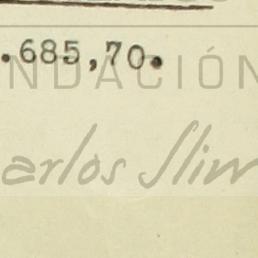 .685,70.
NDACIÓN
arlos Slim